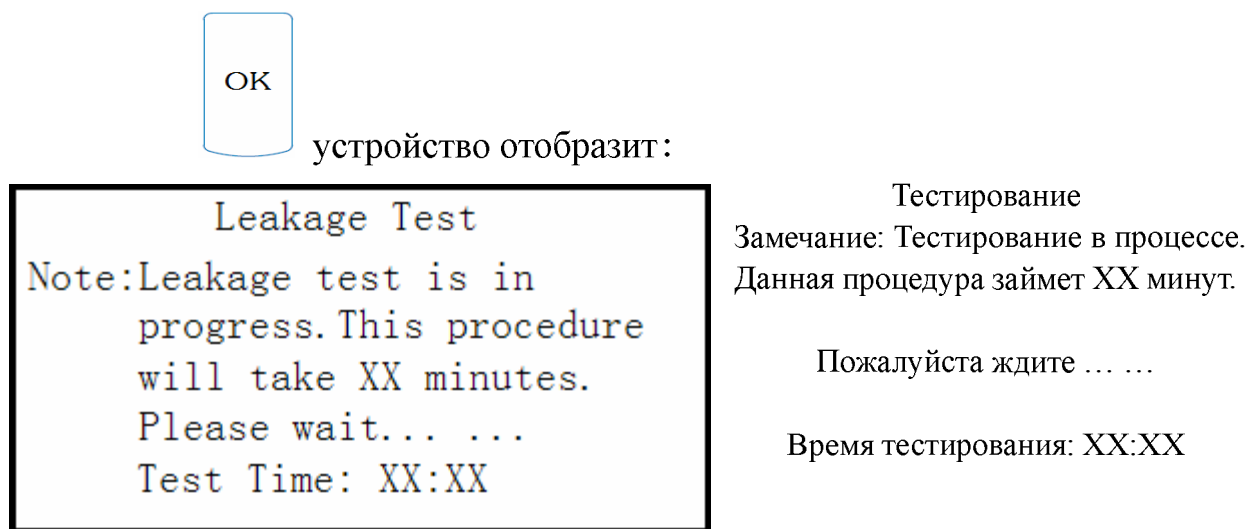 OK
устройство отобразит:
Leakage Test
Note:Leakage test is in
progress. This procedure
will take XX minutes.
Please wait... ...
Test Time: XX:XX
Тестирование
Замечание: Тестирование в процессе.
Данная процедура займет XX минут.
Пожалуйста ждите ... ...
Время тестирования: XX:XX